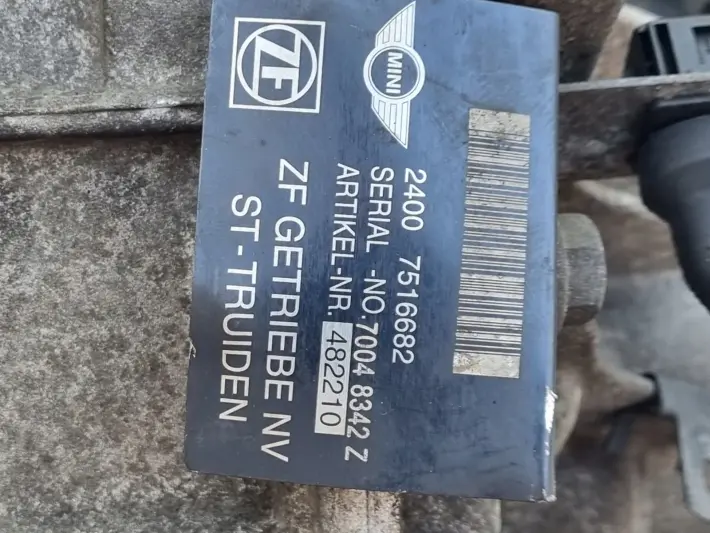 ZF
MINI
2400 7516682
SERIAL -NO.7004 8342 Z
ARTIKEL-NR. 482210
ZF GETRIEBE NV
ST-TRUIDEN